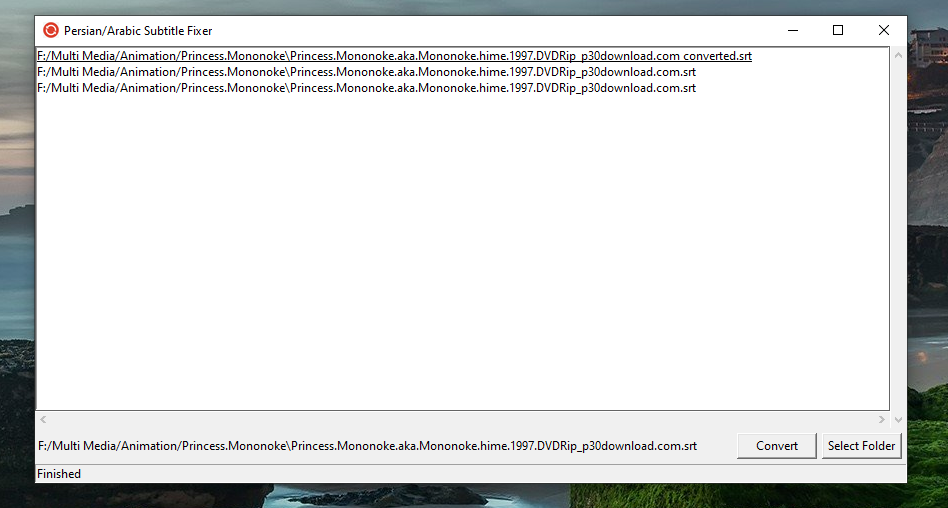 Persian/Arabic Subtitle Fixer
F:/Multi Media/Animation/Princess.Mononoke\Princess.Mononoke.aka.Mononoke.hime.1997.DVDRip_p30download.com converted.srt
F:/Multi Media/Animation/Princess.Mononoke\Princess.Mononoke.aka.Mononoke.hime.1997.DVDRip_p30download.com.srt
F:/Multi Media/Animation/Princess.Mononoke\Princess.Mononoke.aka.Mononoke.hime.1997.DVDRip_p30download.com.srt
F:/Multi Media/Animation/Princess.Mononoke\Princess.Mononoke.aka.Mononoke.hime.1997.DVDRip_p30download.com.srt Convert Select Folder
Finished